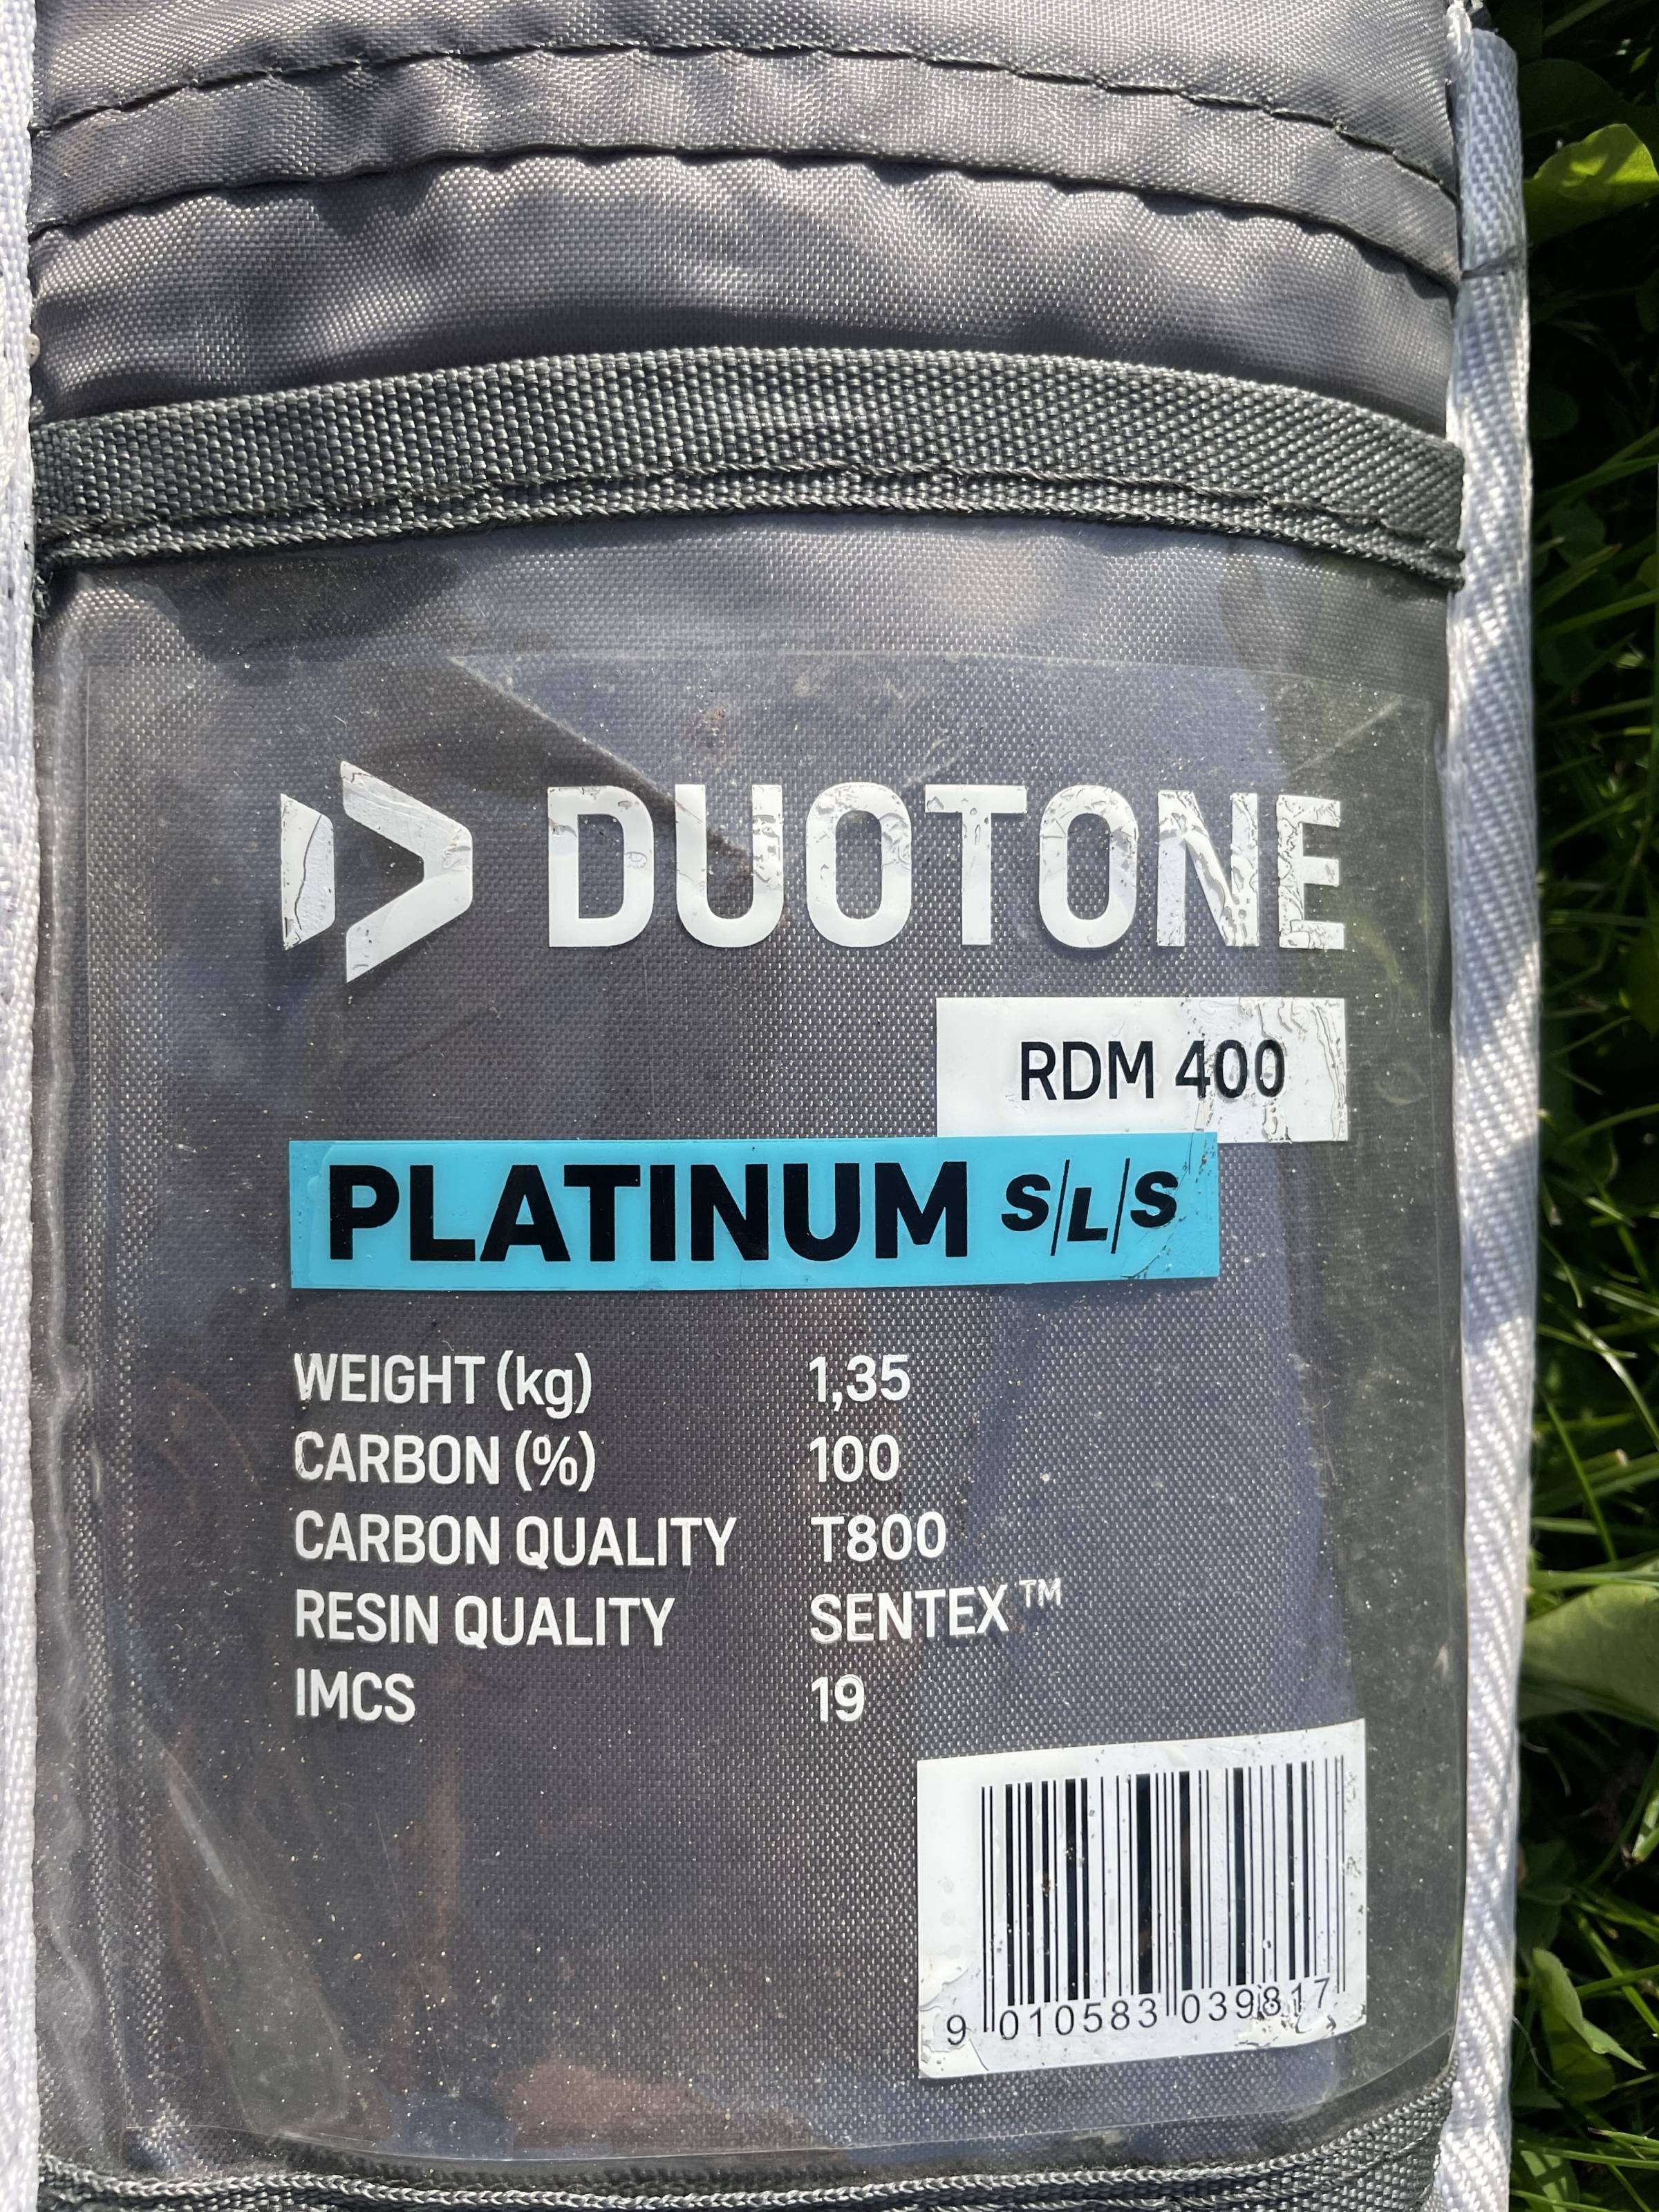 DUOTONE
RDM 400
PLATINUM S/L/S
WEIGHT (kg) 1,35
CARBON (%) 100
CARBON QUALITY T800
RESIN QUALITY SENTEX™
IMCS 19
9 010583 039817